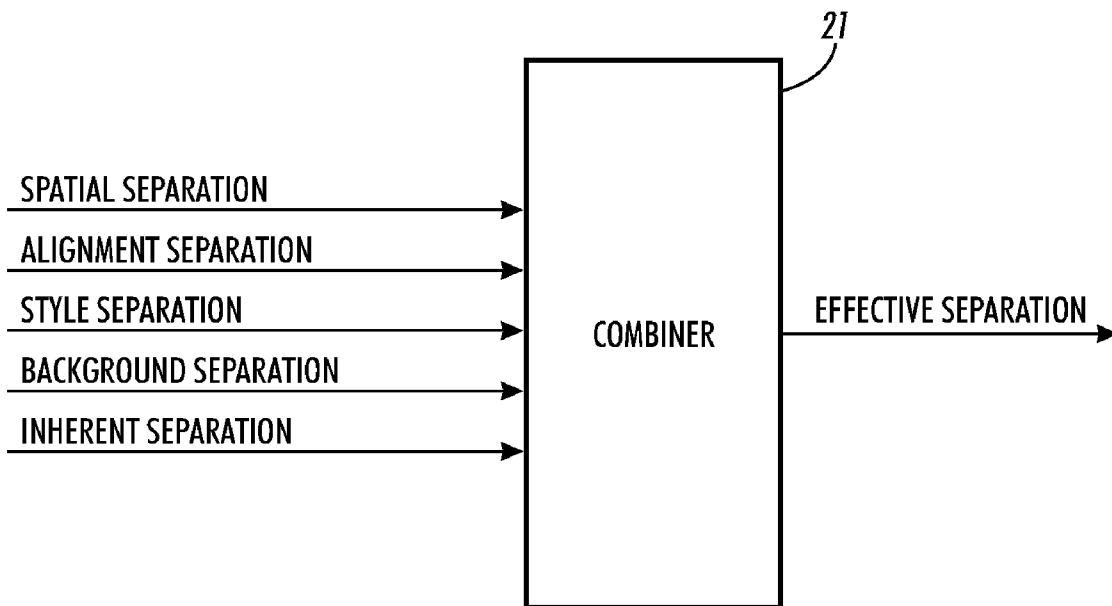 21
SPATIAL SEPARATION
ALIGNMENT SEPARATION
STYLE SEPARATION
BACKGROUND SEPARATION
INHERENT SEPARATION
COMBINER
EFFECTIVE SEPARATION